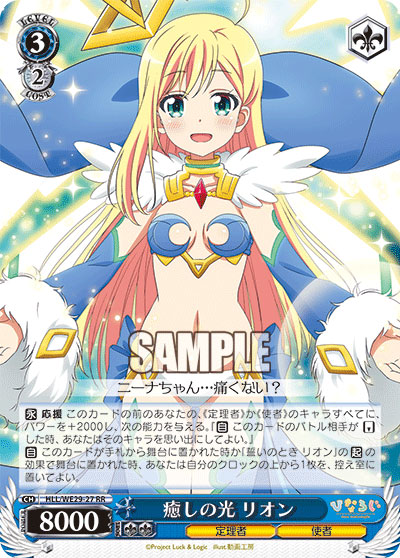 LEVEL
3
2
COST
SAMPLE
ニーナちゃん…痛くない？
永 応援 このカードの前のあなたの、《定理者》か《使者》のキャラすべてに、
パワーを＋2000し、次の能力を与える。『自 このカードのバトル相手が
した時、あなたはそのキャラを思い出にしてよい。』
自 このカードが手札から舞台に置かれた時か「誓いのとき リオン」の起の
効果で舞台に置かれた時、あなたは自分のクロックの上から1枚を、控え室
に置いてよい。
CH HLL/WE29-27 RR
8000
癒しの光 リオン
定理者 使者
ひなろじ
©Project Luck & Logic illust.動画工房